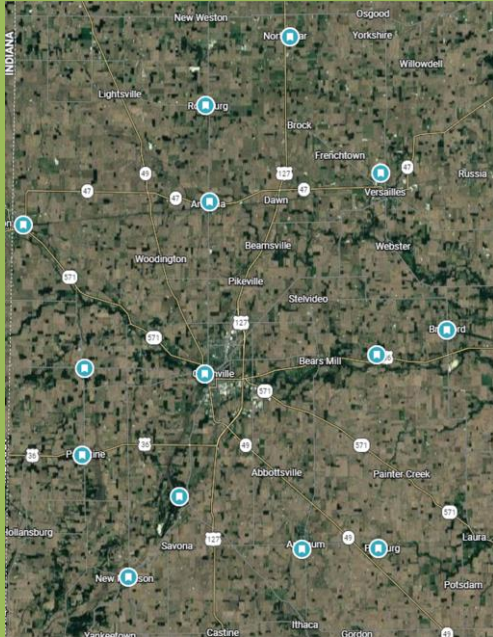 Osgood
New Weston
Yorkshire
INDIANA
Willowdell
Lightsville
Brock
Frenchtown
47
49
127
Russia
47
47
47
Versailles
Dawn
Beamsville
Webster
Woodington
571
Pikeville
Stelvideo
127
571
Bears Mill
571
36
49
571
36
Abbottsville
Painter Creek
571
Hollansburg
127
49
Laura
Savona
New
Potsdam
Ithaca
Yankeetown
Castine
Gordon
49